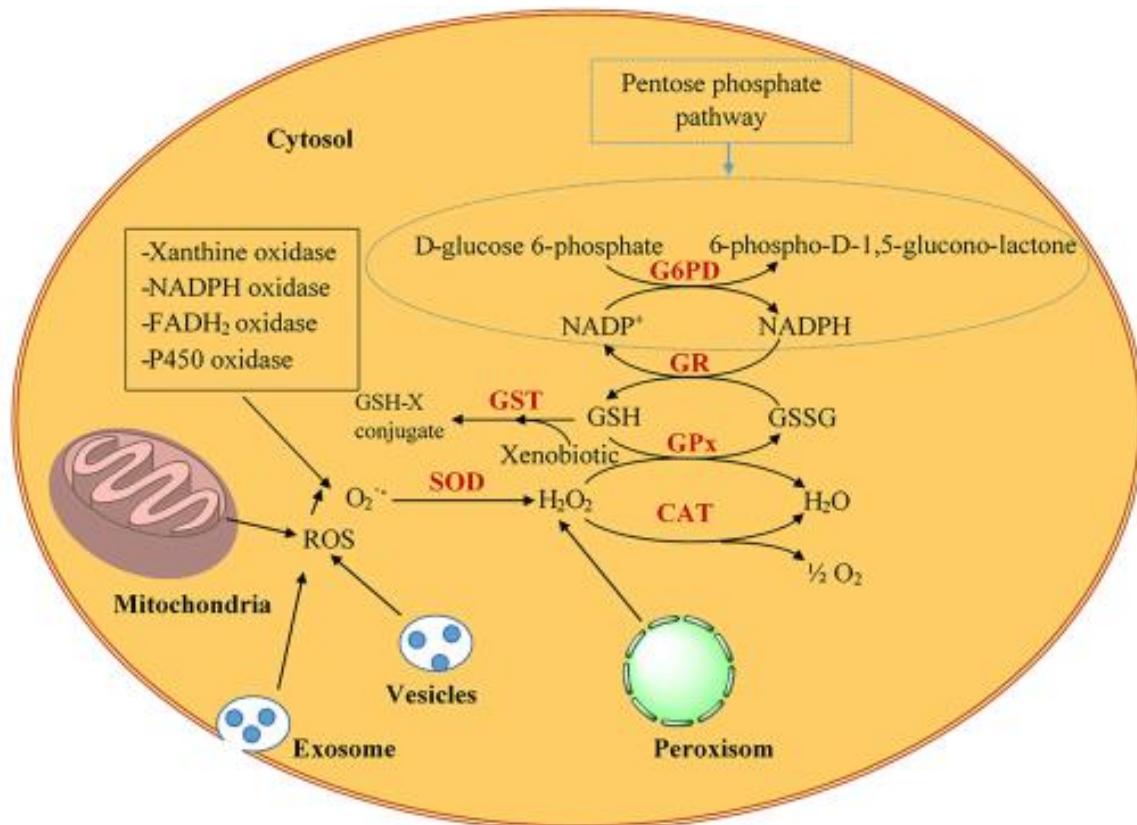 Pentose phosphate
pathway
Cytosol
-Xanthine oxidase
-NADPH oxidase
-FADH₂ oxidase
-P450 oxidase
D-glucose 6-phosphate
6-phospho-D-1,5-glucono-lactone
G6PD
NADP⁺
NADPH
GR
GSH-X
conjugate
GST
GSH
GSSG
Xenobiotic
GPx
O₂·-
SOD
H₂O₂
CAT
H₂O
ROS
½ O₂
Mitochondria
Vesicles
Exosome
Peroxisom